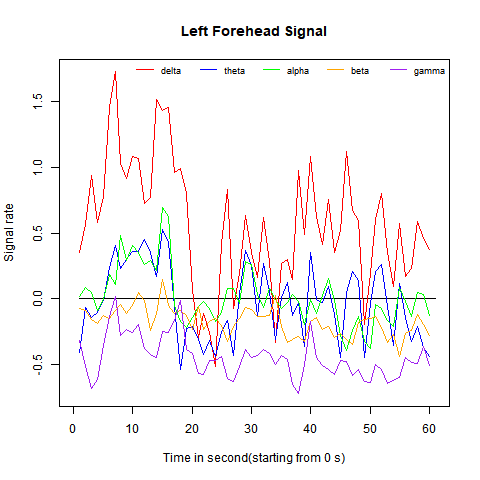 Left Forehead Signal
delta theta alpha beta gamma
Signal rate
1.5
1.0
0.5
0.0
-0.5
0 10 20 30 40 50 60
Time in second(starting from 0 s)